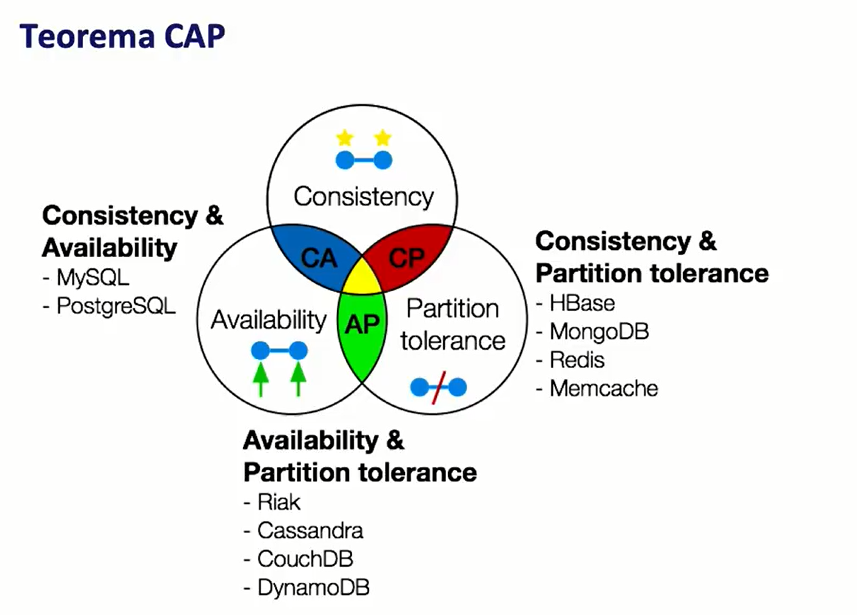 Teorema CAP
Consistency
Consistency &
Availability
- MySQL
- PostgreSQL
CA
CP
Consistency &
Partition tolerance
- HBase
- MongoDB
- Redis
- Memcache
Availability
AP
Partition
tolerance
Availability &
Partition tolerance
- Riak
- Cassandra
- CouchDB
- DynamoDB